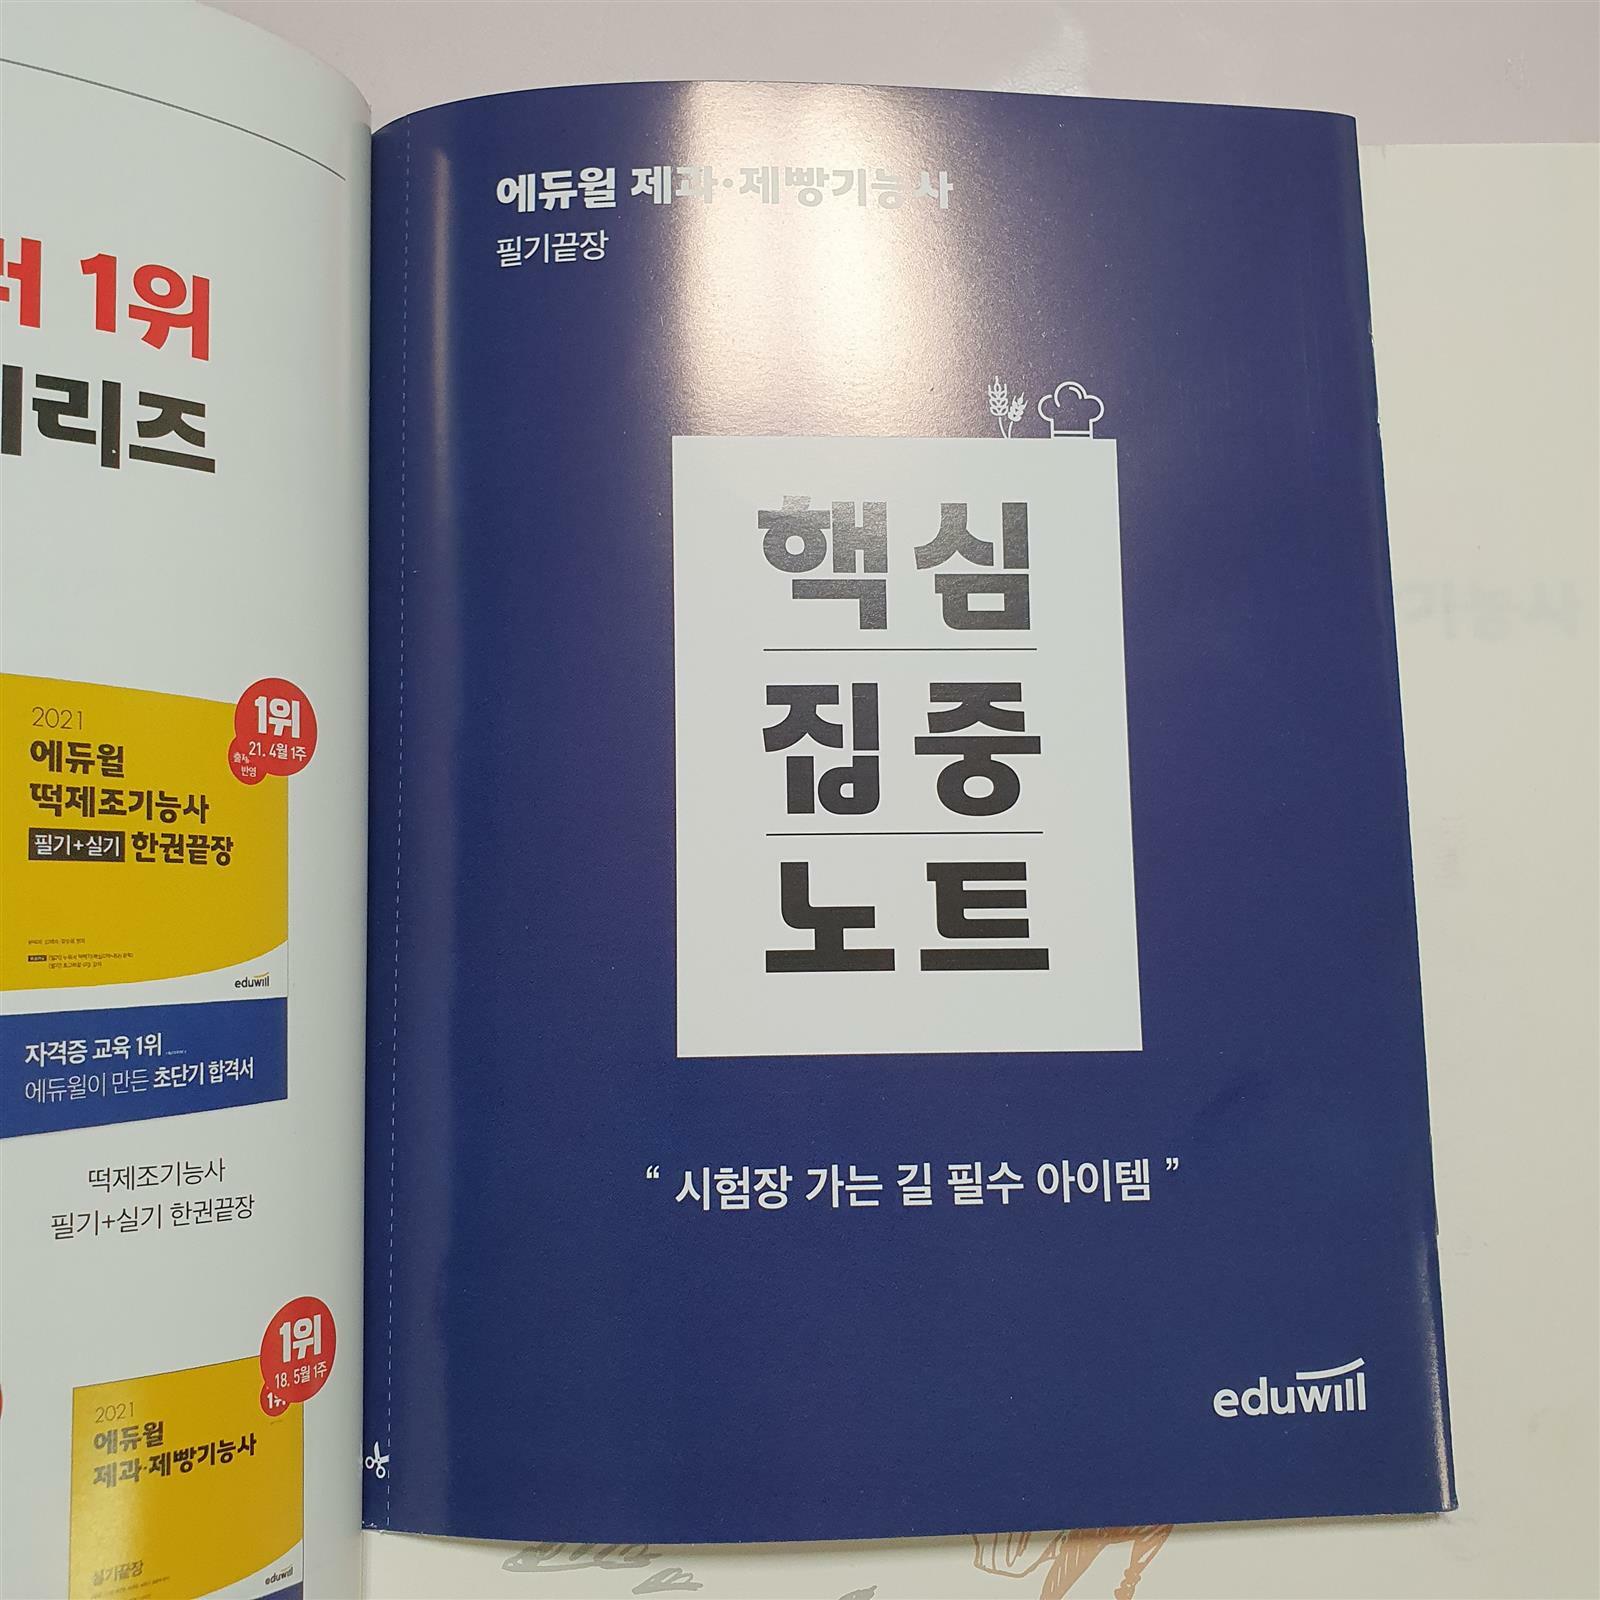 1위
리즈
2021
에듀윌
떡제조기능사
필기+실기 한권끝장
1위
21. 4월 1주
eduwill
자격증 교육 1위
에듀윌이 만든 초단기 합격서
떡제조기능사
필기+실기 한권끝장
1위
18. 5월 1주
2021
에듀윌
제과·제빵기능사
실기끝장
eduwill
에듀윌 제과·제빵기능사
필기끝장
핵심
집중
노트
“ 시험장 가는 길 필수 아이템 ”
eduwill
기능사